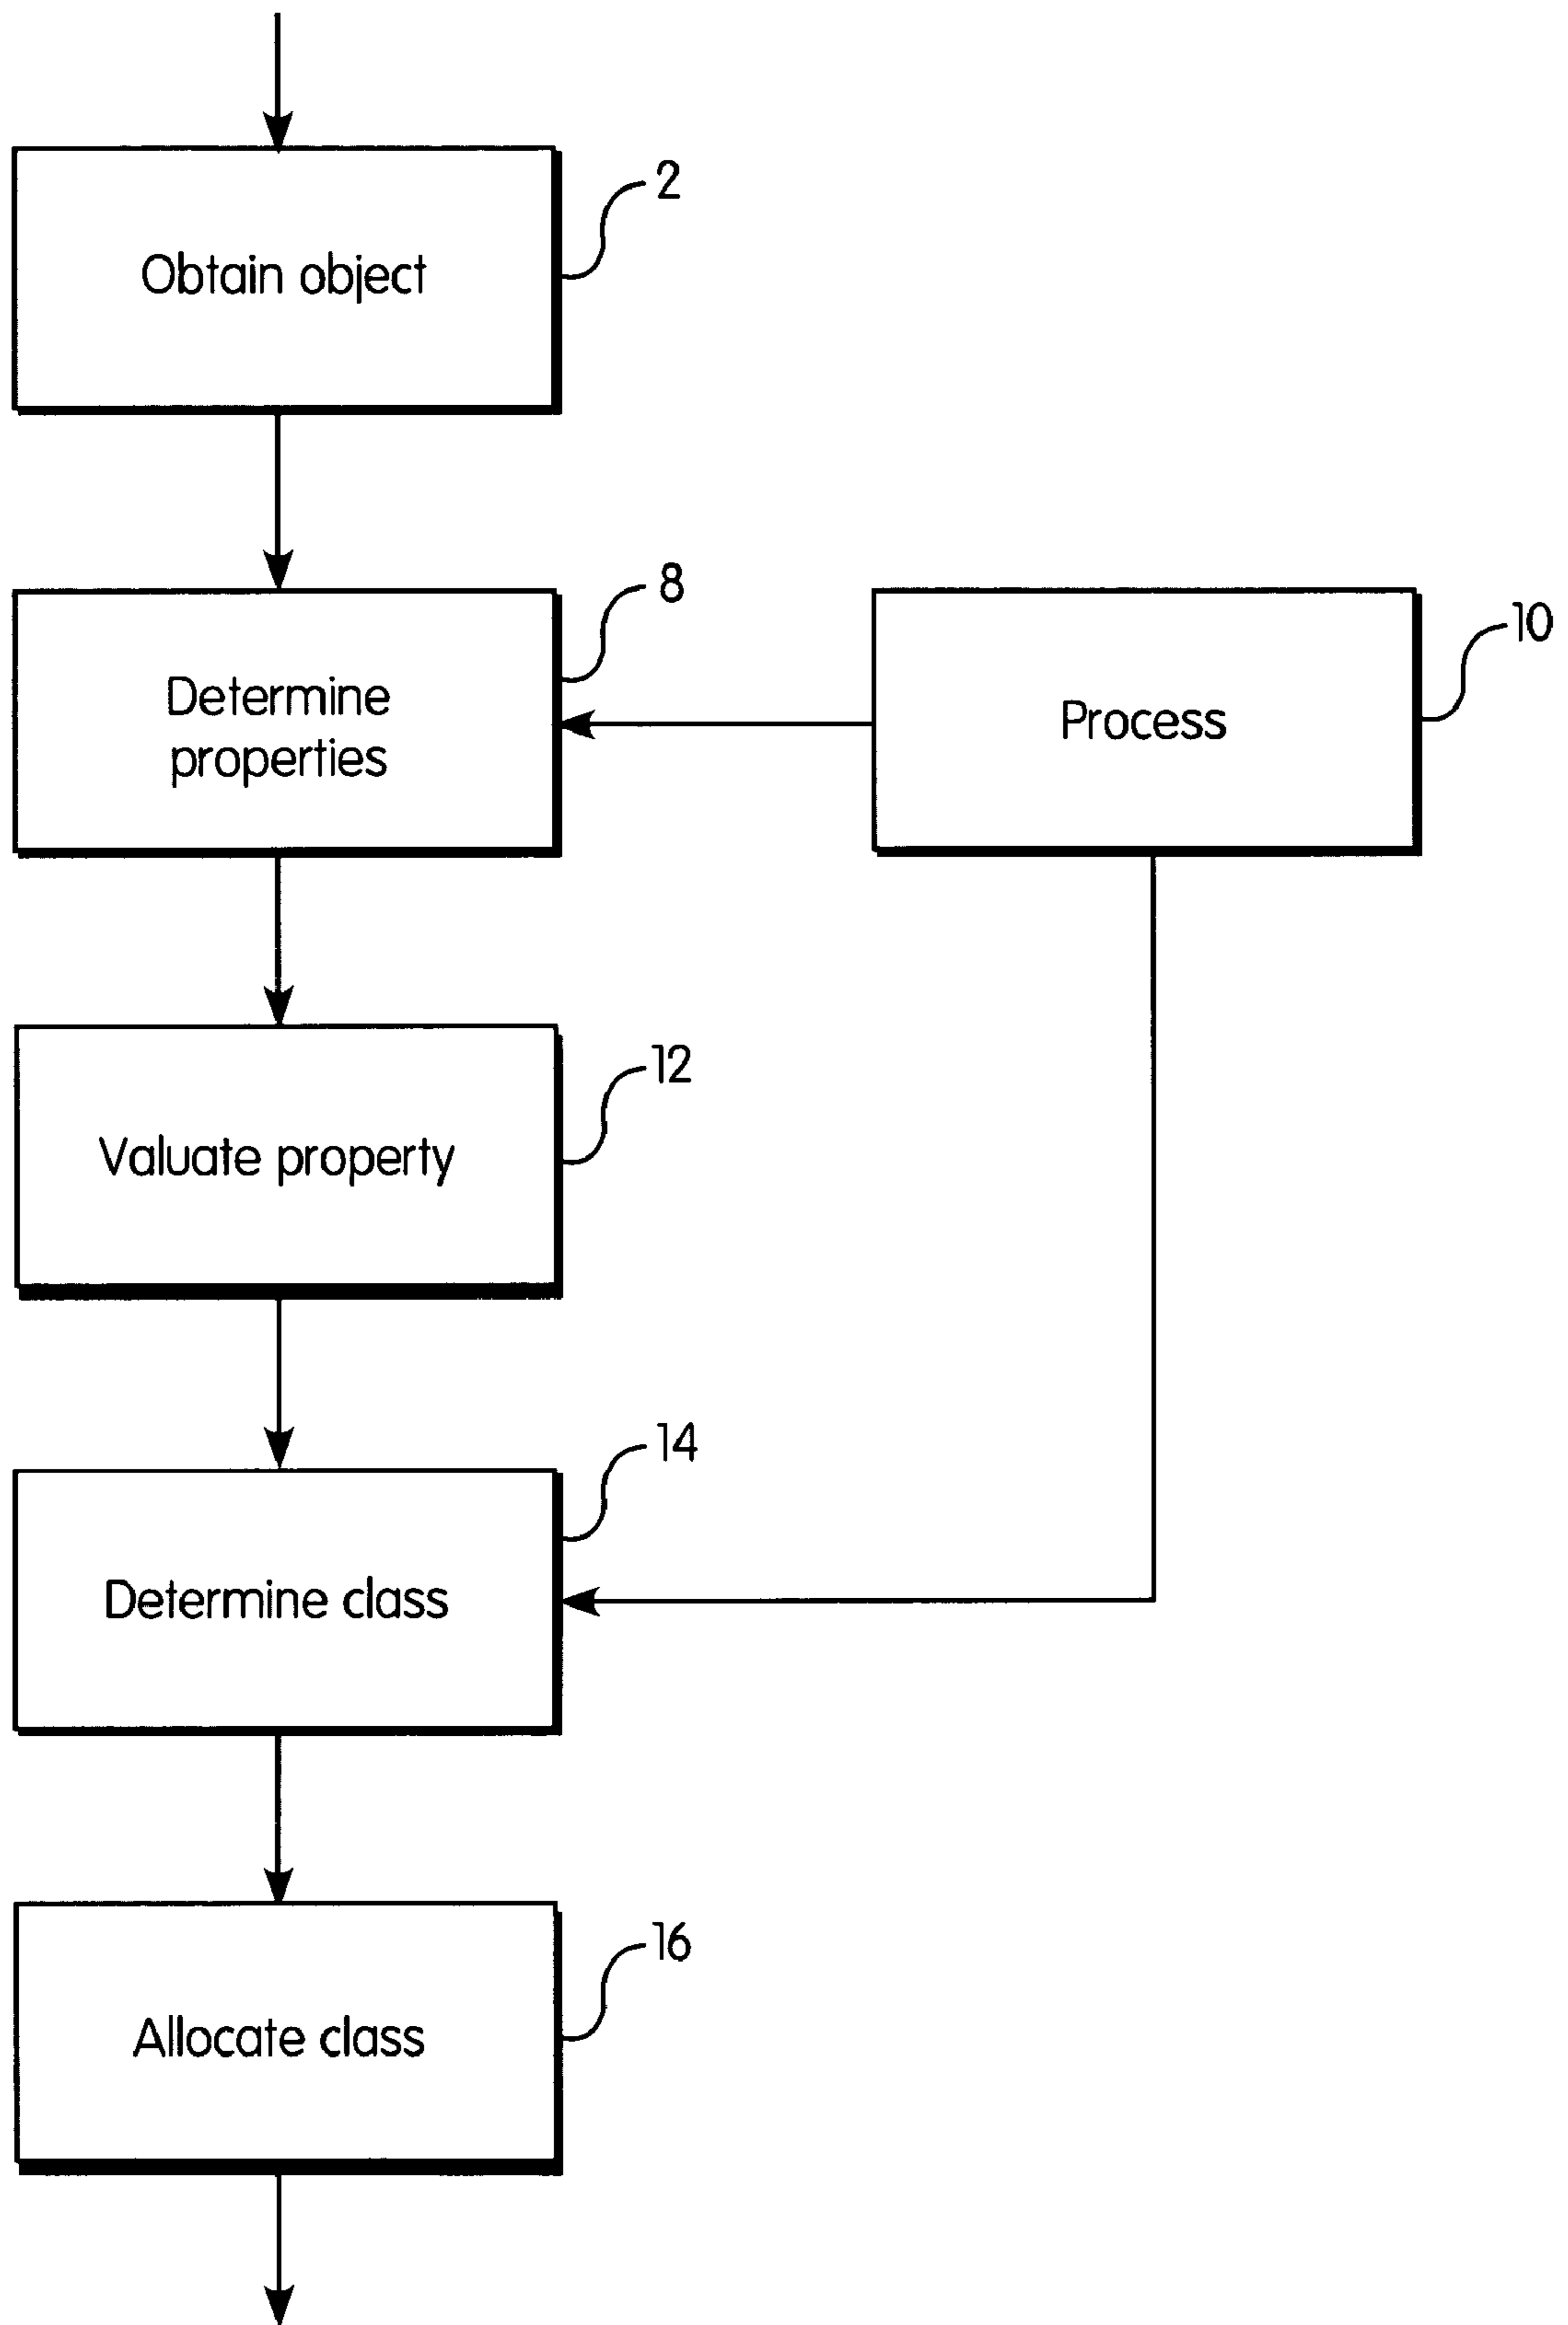 2
Obtain object
8
10
Determine
properties
Process
12
Valuate property
14
Determine class
16
Allocate class